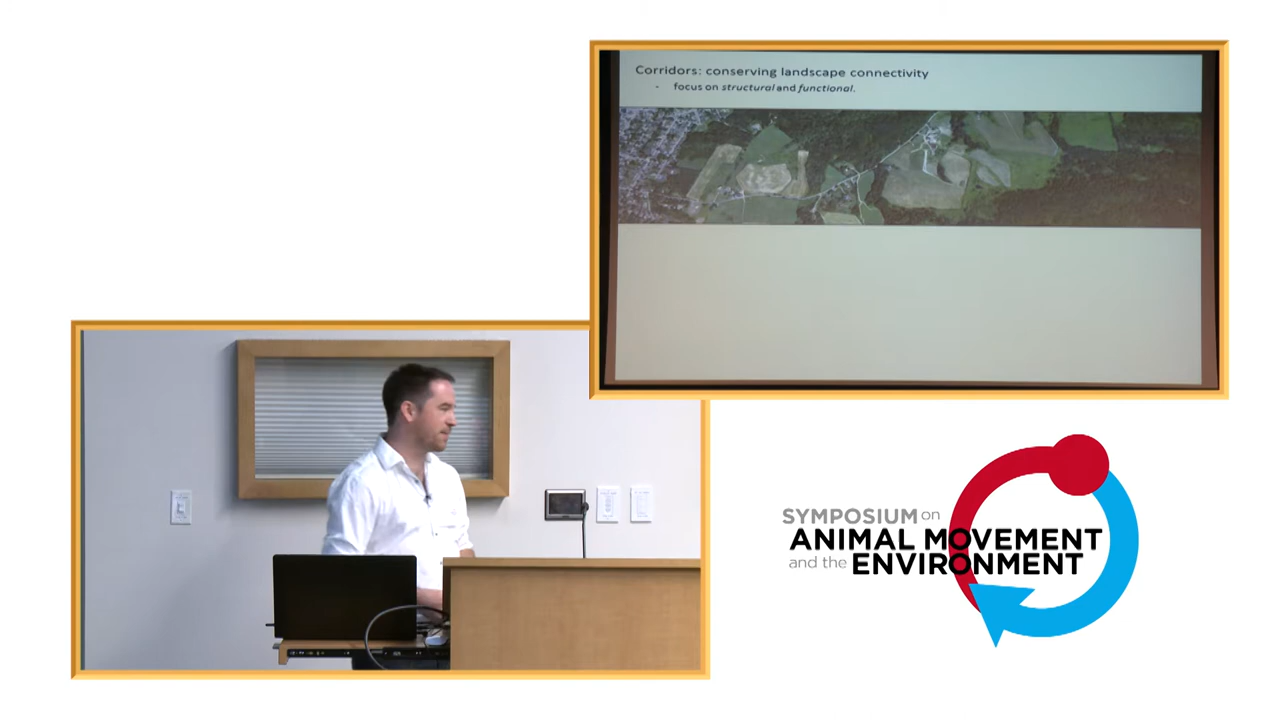 Corridors: conserving landscape connectivity
- focus on structural and functional.
SYMPOSIUM on
ANIMAL MOVEMENT
and the ENVIRONMENT